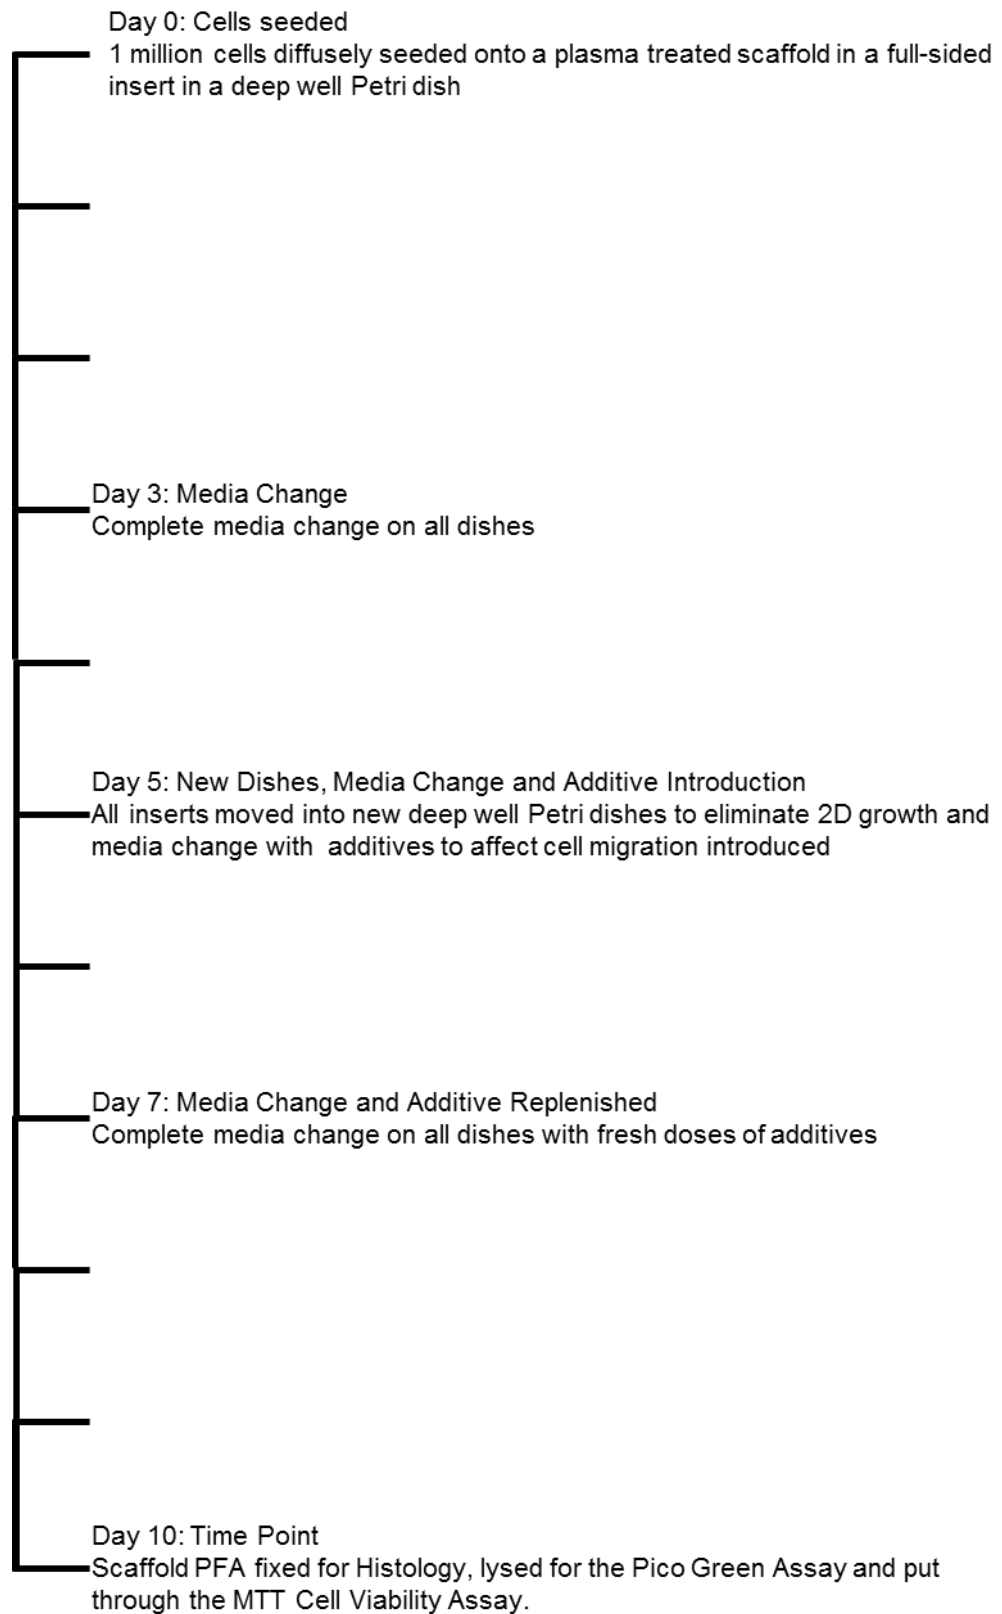 Day 0: Cells seeded
1 million cells diffusely seeded onto a plasma treated scaffold in a full-sided
insert in a deep well Petri dish
Day 3: Media Change
Complete media change on all dishes
Day 5: New Dishes, Media Change and Additive Introduction
All inserts moved into new deep well Petri dishes to eliminate 2D growth and
media change with additives to affect cell migration introduced
Day 7: Media Change and Additive Replenished
Complete media change on all dishes with fresh doses of additives
Day 10: Time Point
Scaffold PFA fixed for Histology, lysed for the Pico Green Assay and put
through the MTT Cell Viability Assay.